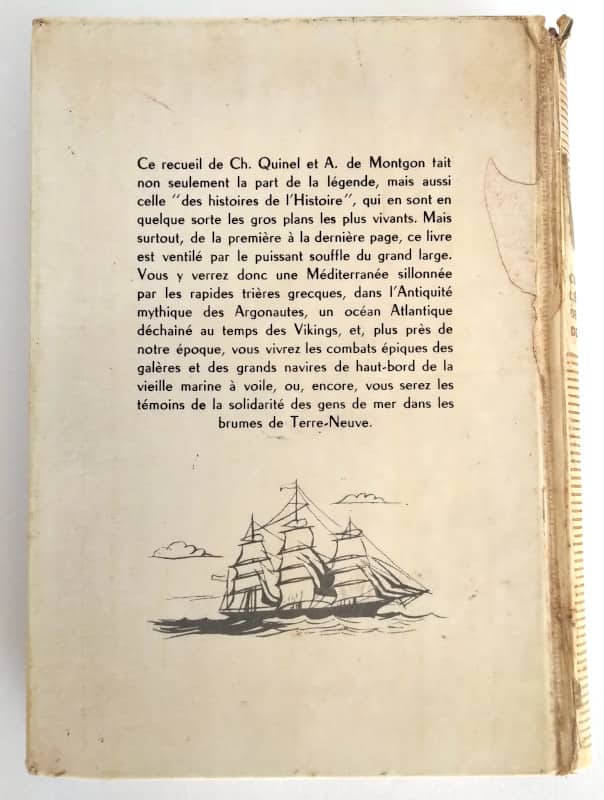 Ce recueil de Ch. Quinel et A. de Montgon tait
non seulement la part de la légende, mais aussi
celle "des histoires de l'Histoire", qui en sont en
quelque sorte les gros plans les plus vivants. Mais
surtout, de la première à la dernière page, ce livre
est ventilé par le puissant souffle du grand large.
Vous y verrez donc une Méditerranée sillonnée
par les rapides trières grecques, dans l'Antiquité
mythique des Argonautes, un océan Atlantique
déchaîné au temps des Vikings, et, plus près de
notre époque, vous vivrez les combats épiques des
galères et des grands navires de haut-bord de la
vieille marine à voile, ou, encore, vous serez les
témoins de la solidarité des gens de mer dans les
brumes de Terre-Neuve.